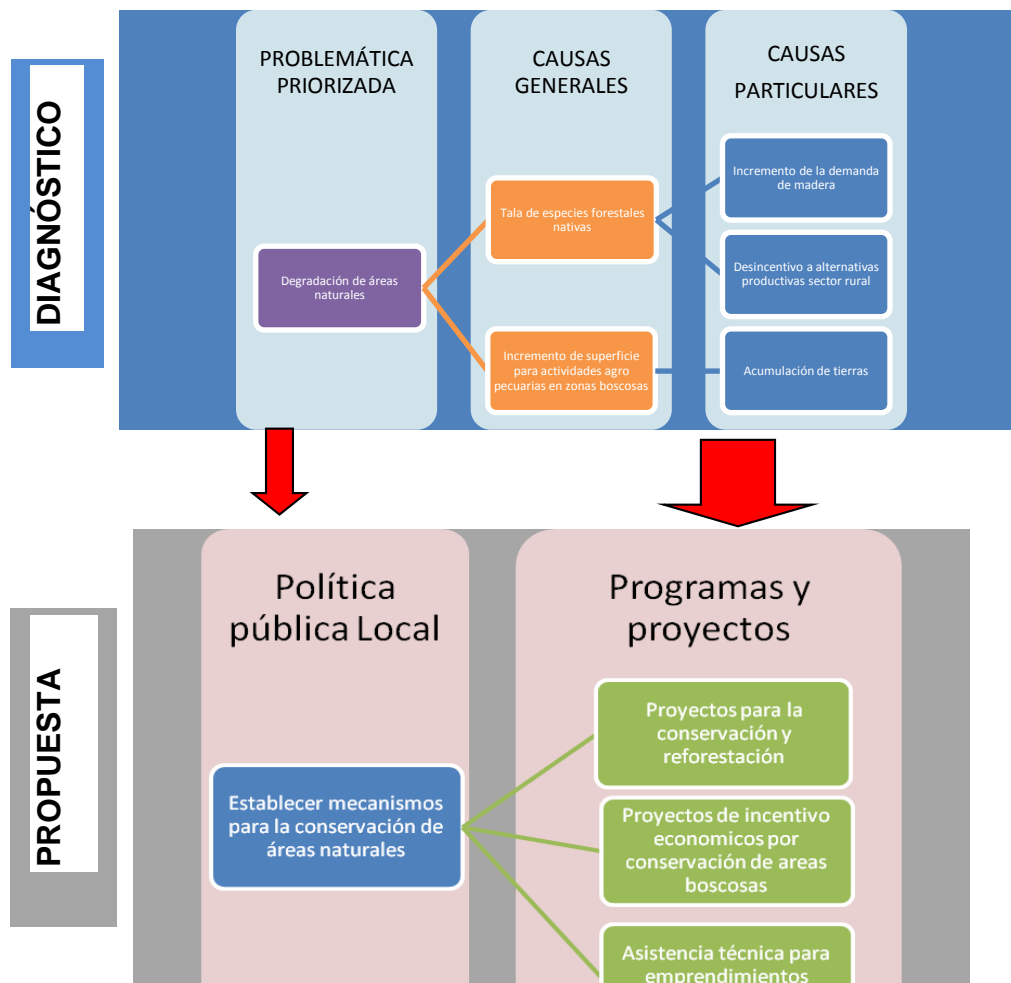 DIAGNÓSTICO
PROBLEMÁTICA
PRIORIZADA
CAUSAS
GENERALES
CAUSAS
PARTICULARES
Degradación de áreas
naturales
Tala de especies forestales
nativas
Incremento de superficie
para actividades agro
pecuarias en zonas boscosas
Incremento de la demanda
de madera
Desincentivo a alternativas
productivas sector rural
Acumulación de tierras
PROPUESTA
Política
pública Local
Programas y
proyectos
Establecer mecanismos
para la conservación de
áreas naturales
Proyectos para la
conservación y
reforestación
Proyectos de incentivo
economicos por
conservación de areas
boscosas
Asistencia técnica para
emprendimientos